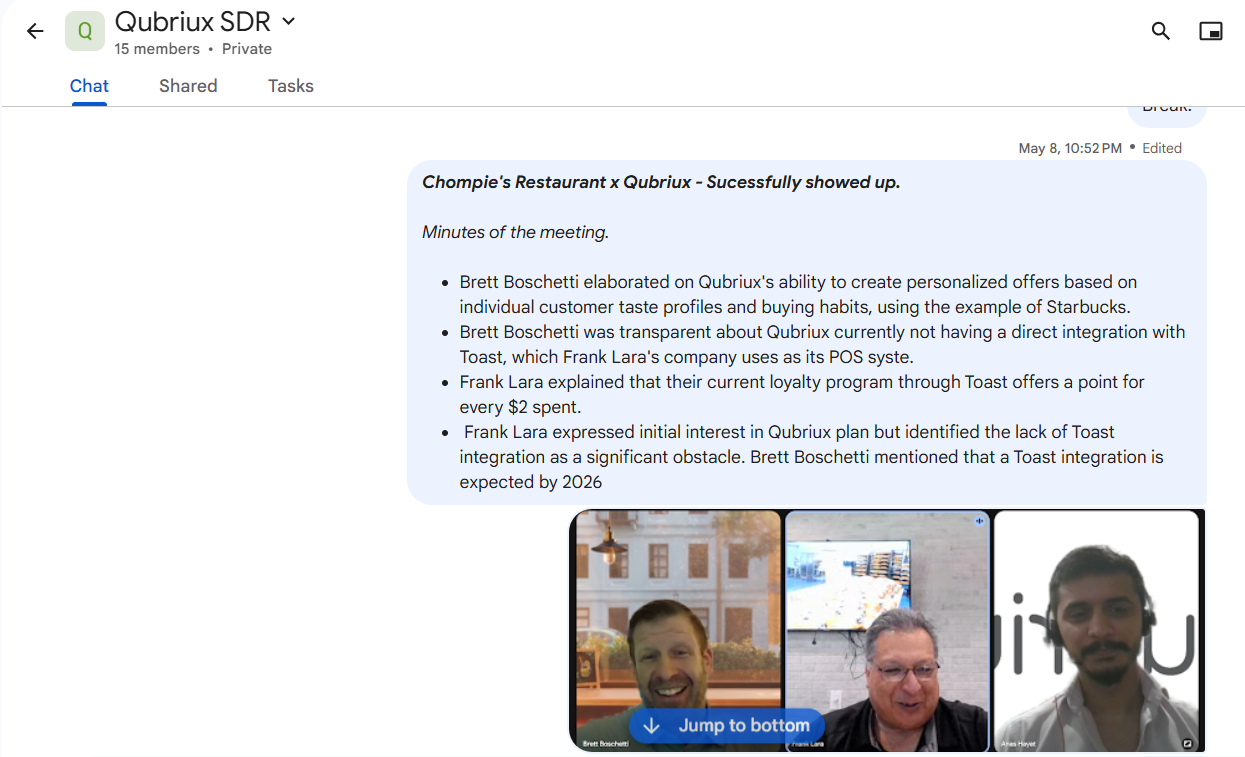 Q
Qubriux SDR
15 members • Private
Chat Shared Tasks
Break.
May 8, 10:52 PM • Edited
Chompie's Restaurant x Qubriux - Sucessfully showed up.
Minutes of the meeting.
• Brett Boschetti elaborated on Qubriux's ability to create personalized offers based on
individual customer taste profiles and buying habits, using the example of Starbucks.
• Brett Boschetti was transparent about Qubriux currently not having a direct integration with
Toast, which Frank Lara's company uses as its POS syste.
• Frank Lara explained that their current loyalty program through Toast offers a point for
every $2 spent.
• Frank Lara expressed initial interest in Qubriux plan but identified the lack of Toast
integration as a significant obstacle. Brett Boschetti mentioned that a Toast integration is
expected by 2026
Brett Boschetti
Frank Lara
Anas Hayat
Jump to bottom